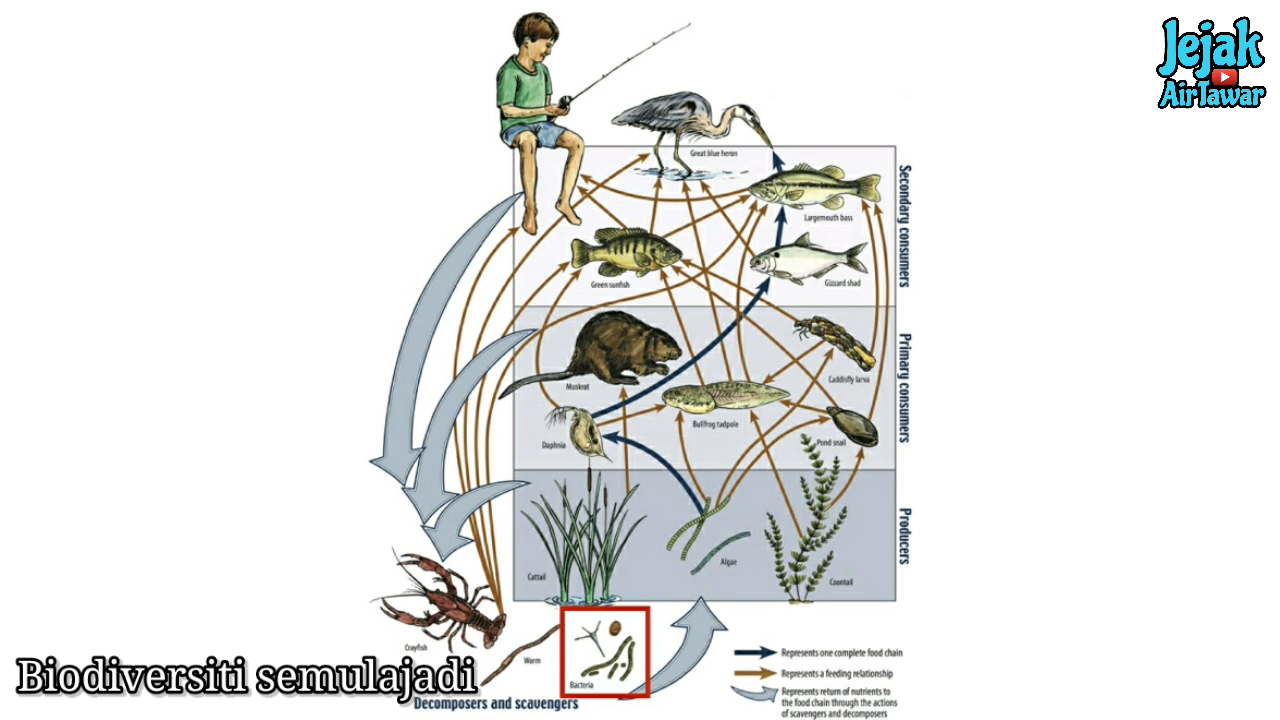 Jejak
AirTawar
Great blue heron
Largemouth bass
Secondary consumers
Green sunfish
Gizzard shad
Muskrat
Caddisfly larva
Primary consumers
Bullfrog tadpole
Daphnia
Pond snail
Producers
Cattail
Algae
Coontail
Crayfish
Worm
Bacteria
Decomposers and scavengers
Represents one complete food chain
Represents a feeding relationship
Represents return of nutrients to
the food chain through the actions
of scavengers and decomposers
Biodiversiti semulajadi